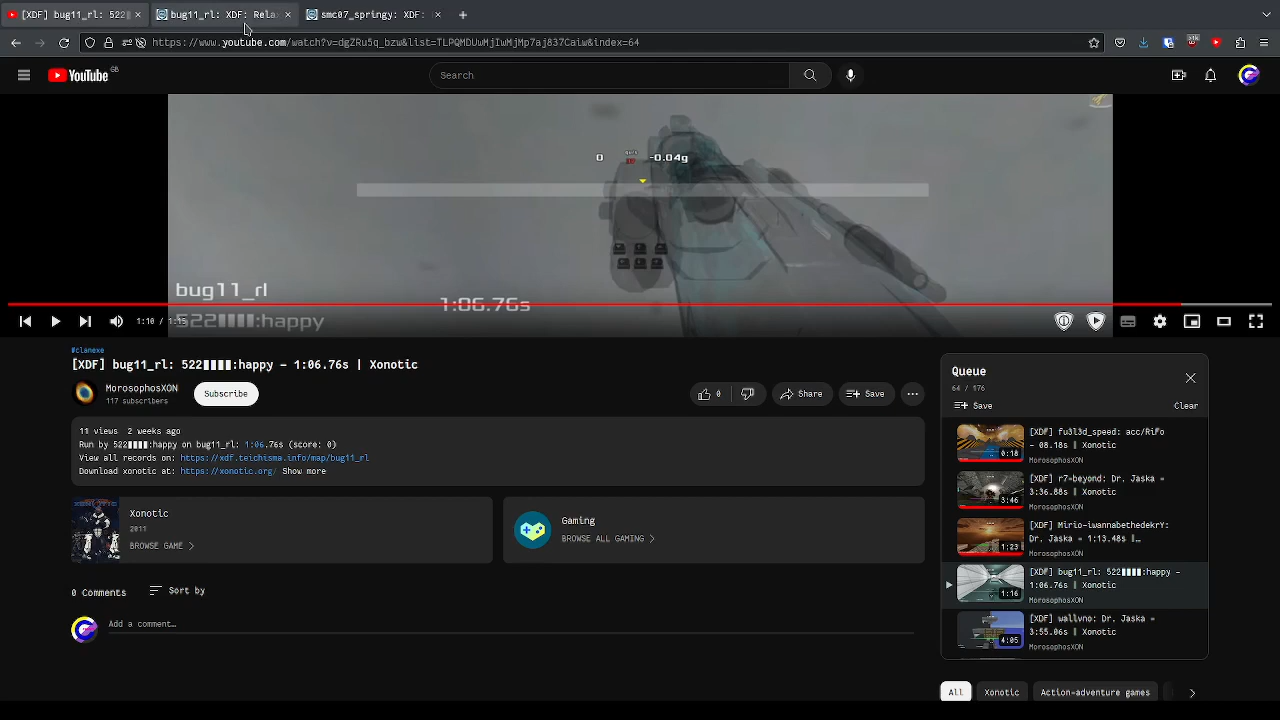 [XDF] bug11_rl: 522▮▮▮▮:
bug11_rl: XDF: Rela
smc07_springy: XDF:
https://www.youtube.com/watch?v=dgZRu5q_bzw&list=TLPQMDUwMjIwMjMp7aj837Caiw&index=64
YouTube GB
Search
0 -0.04g
bug11_rl
1:06.76s
522▮▮▮▮:happy
1:10 / 1:15
#clanexe
[XDF] bug11_rl: 522▮▮▮▮:happy – 1:06.76s | Xonotic
MorosophosXON
117 subscribers
Subscribe
0
Share
Save
11 views 2 weeks ago
Run by 522▮▮▮▮:happy on bug11_rl: 1:06.76s (score: 0)
View all records on: https://xdf.teichisma.info/map/bug11_rl
Download xonotic at: https://xonotic.org/ Show more
Xonotic
2011
BROWSE GAME
Gaming
BROWSE ALL GAMING
0 Comments
Sort by
Add a comment…
Queue
64 / 176
Save
Clear
[XDF] fu3l3d_speed: acc/RiFo
– 08.18s | Xonotic
MorosophosXON
0:18
[XDF] r7-beyond: Dr. Jaska –
3:36.88s | Xonotic
MorosophosXON
3:46
[XDF] Mirio-iwannabethedekrY:
Dr. Jaska – 1:13.48s |…
MorosophosXON
1:23
[XDF] bug11_rl: 522▮▮▮▮:happy –
1:06.76s | Xonotic
MorosophosXON
1:16
[XDF] wallvno: Dr. Jaska –
3:55.06s | Xonotic
MorosophosXON
4:05
All
Xonotic
Action-adventure games